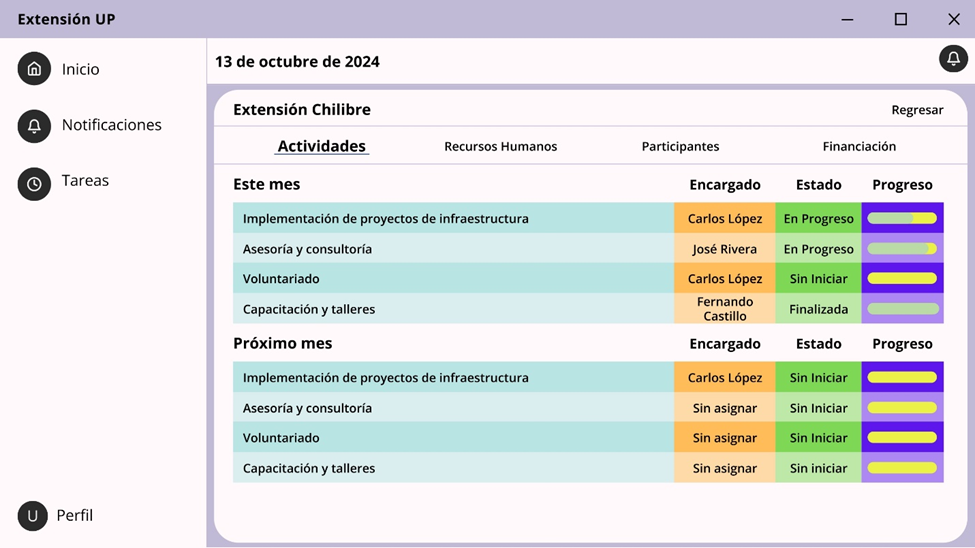 Extensión UP
Inicio
Notificaciones
Tareas
U Perfil
13 de octubre de 2024
Extensión Chilibre Regresar
Actividades Recursos Humanos Participantes Financiación
Este mes Encargado Estado Progreso
Implementación de proyectos de infraestructura Carlos López En Progreso
Asesoría y consultoría José Rivera En Progreso
Voluntariado Carlos López Sin Iniciar
Capacitación y talleres Fernando Castillo Finalizada
Próximo mes Encargado Estado Progreso
Implementación de proyectos de infraestructura Carlos López Sin Iniciar
Asesoría y consultoría Sin asignar Sin Iniciar
Voluntariado Sin asignar Sin Iniciar
Capacitación y talleres Sin asignar Sin iniciar